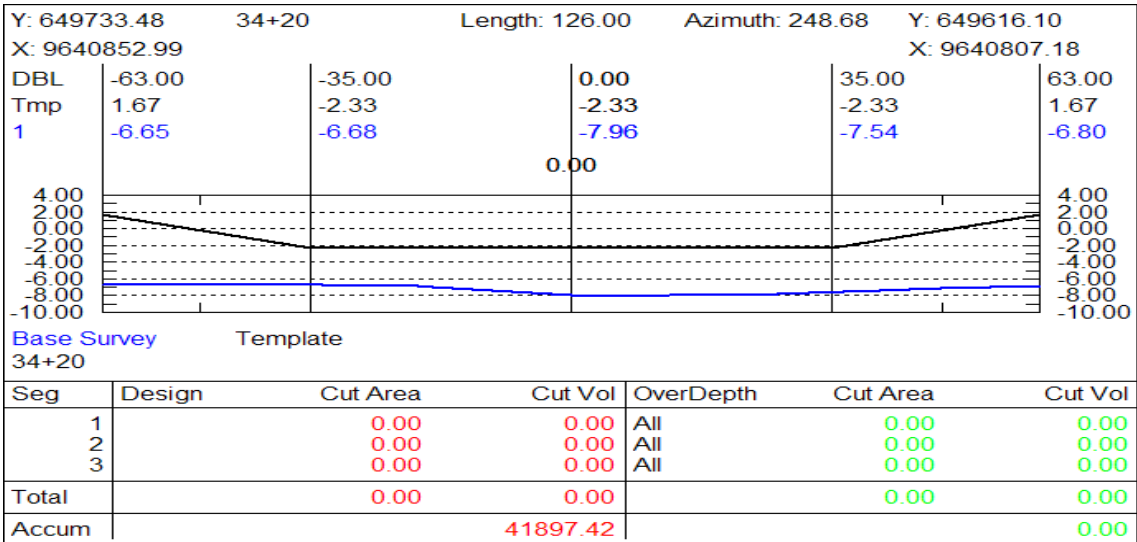 Y: 649733.48 34+20 Length: 126.00 Azimuth: 248.68 Y: 649616.10
X: 9640852.99 X: 9640807.18
DBL -63.00 -35.00 0.00 35.00 63.00
Tmp 1.67 -2.33 -2.33 -2.33 1.67
1 -6.65 -6.68 -7.96 -7.54 -6.80
0.00
4.00 4.00
2.00 2.00
0.00 0.00
-2.00 -2.00
-4.00 -4.00
-6.00 -6.00
-8.00 -8.00
-10.00 -10.00
Base Survey Template
34+20
Seg Design Cut Area Cut Vol OverDepth Cut Area Cut Vol
1 0.00 0.00 All 0.00 0.00
2 0.00 0.00 All 0.00 0.00
3 0.00 0.00 All 0.00 0.00
Total 0.00 0.00 0.00 0.00
Accum 41897.42 0.00